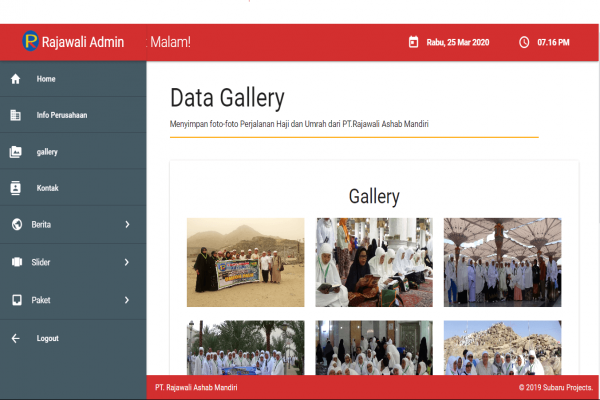 Rajawali Admin
: Malam!
Rabu, 25 Mar 2020
07.16 PM
Home
Info Perusahaan
gallery
Kontak
Berita
Slider
Paket
Logout
Data Gallery
Menyimpan foto-foto Perjalanan Haji dan Umrah dari PT.Rajawali Ashab Mandiri
Gallery
PT. Rajawali Ashab Mandiri
© 2019 Subaru Projects.